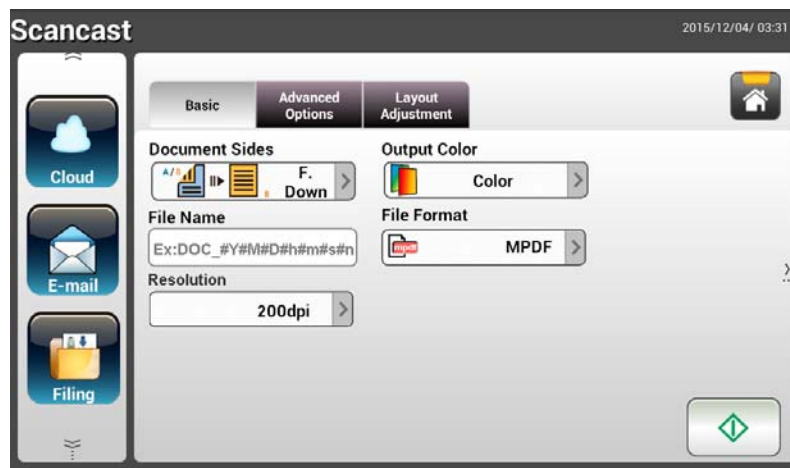 Scancast
2015/12/04/ 03:31
Basic
Advanced
Options
Layout
Adjustment
Cloud
E-mail
Filing
Document Sides
A/B
F.
Down
Output Color
Color
File Name
Ex:DOC_#Y#M#D#h#m#s#n
File Format
mpdf
MPDF
Resolution
200dpi